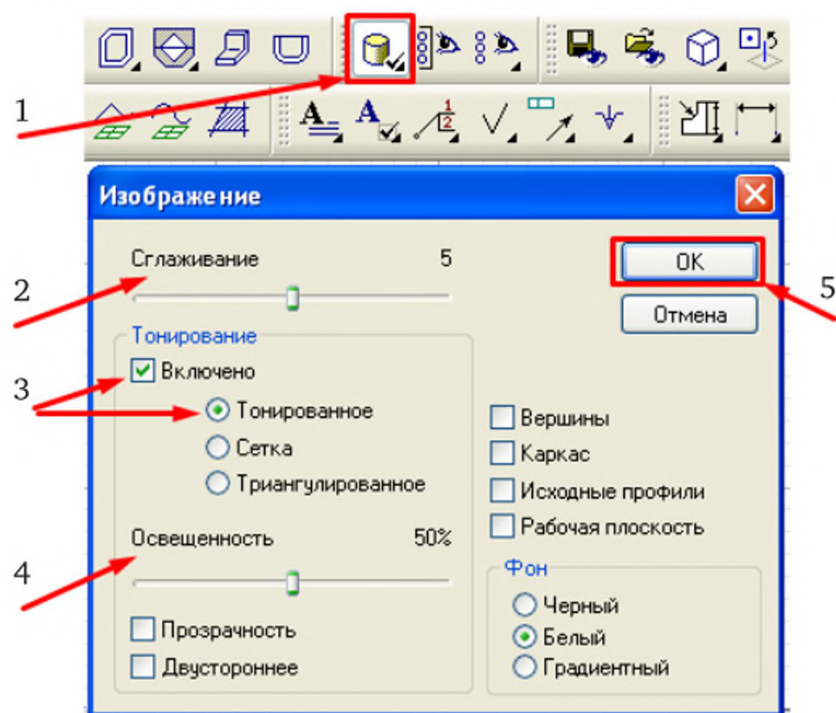 1
Изображение
Сглаживание 5
OK
2
5
Отмена
Тонирование
Включено
3
Тонированное
Вершины
Сетка
Каркас
Триангулированное
Исходные профили
Освещенность 50%
Рабочая плоскость
4
Фон
Черный
Прозрачность
Белый
Двустороннее
Градиентный